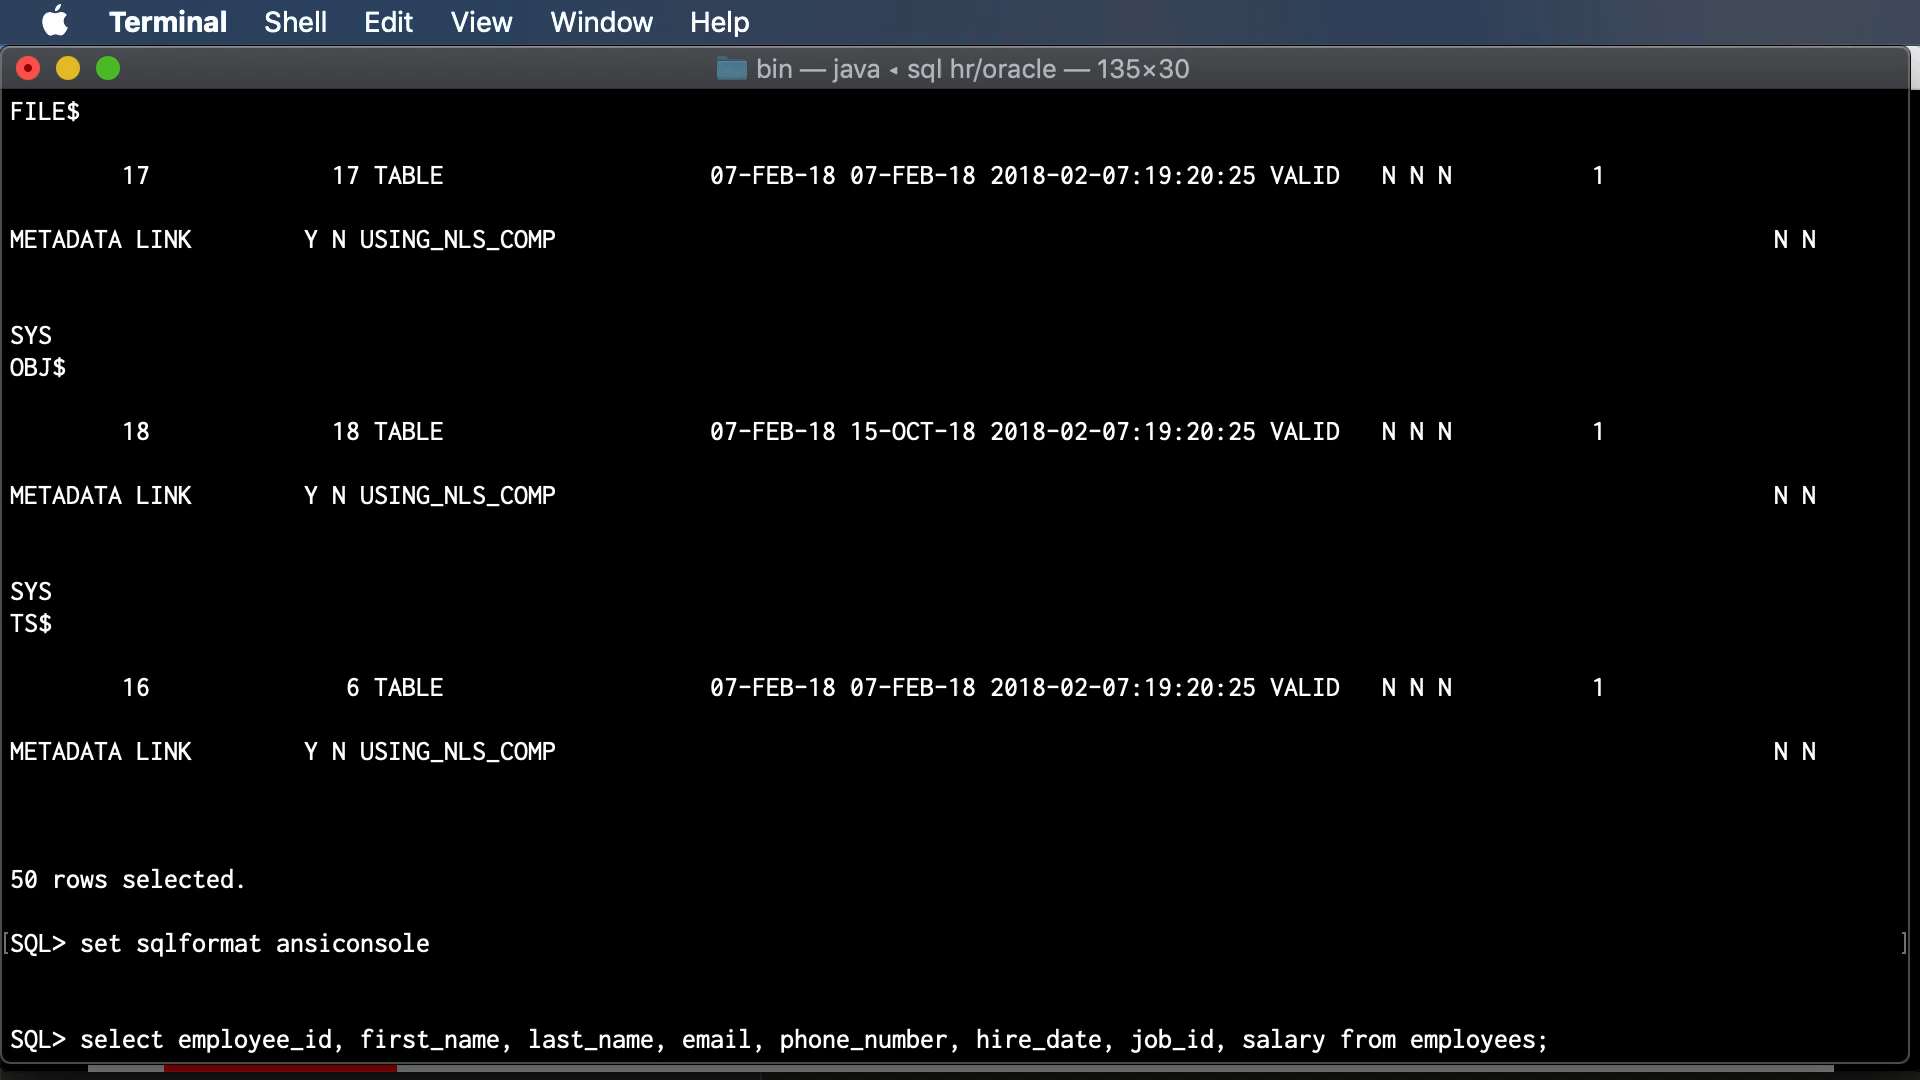 Terminal Shell Edit View Window Help
bin — java ◂ sql hr/oracle — 135×30
FILE$
17 17 TABLE 07-FEB-18 07-FEB-18 2018-02-07:19:20:25 VALID N N N 1
METADATA LINK Y N USING_NLS_COMP N N
SYS
OBJ$
18 18 TABLE 07-FEB-18 15-OCT-18 2018-02-07:19:20:25 VALID N N N 1
METADATA LINK Y N USING_NLS_COMP N N
SYS
TS$
16 6 TABLE 07-FEB-18 07-FEB-18 2018-02-07:19:20:25 VALID N N N 1
METADATA LINK Y N USING_NLS_COMP N N
50 rows selected.
[SQL> set sqlformat ansiconsole ]
SQL> select employee_id, first_name, last_name, email, phone_number, hire_date, job_id, salary from employees;